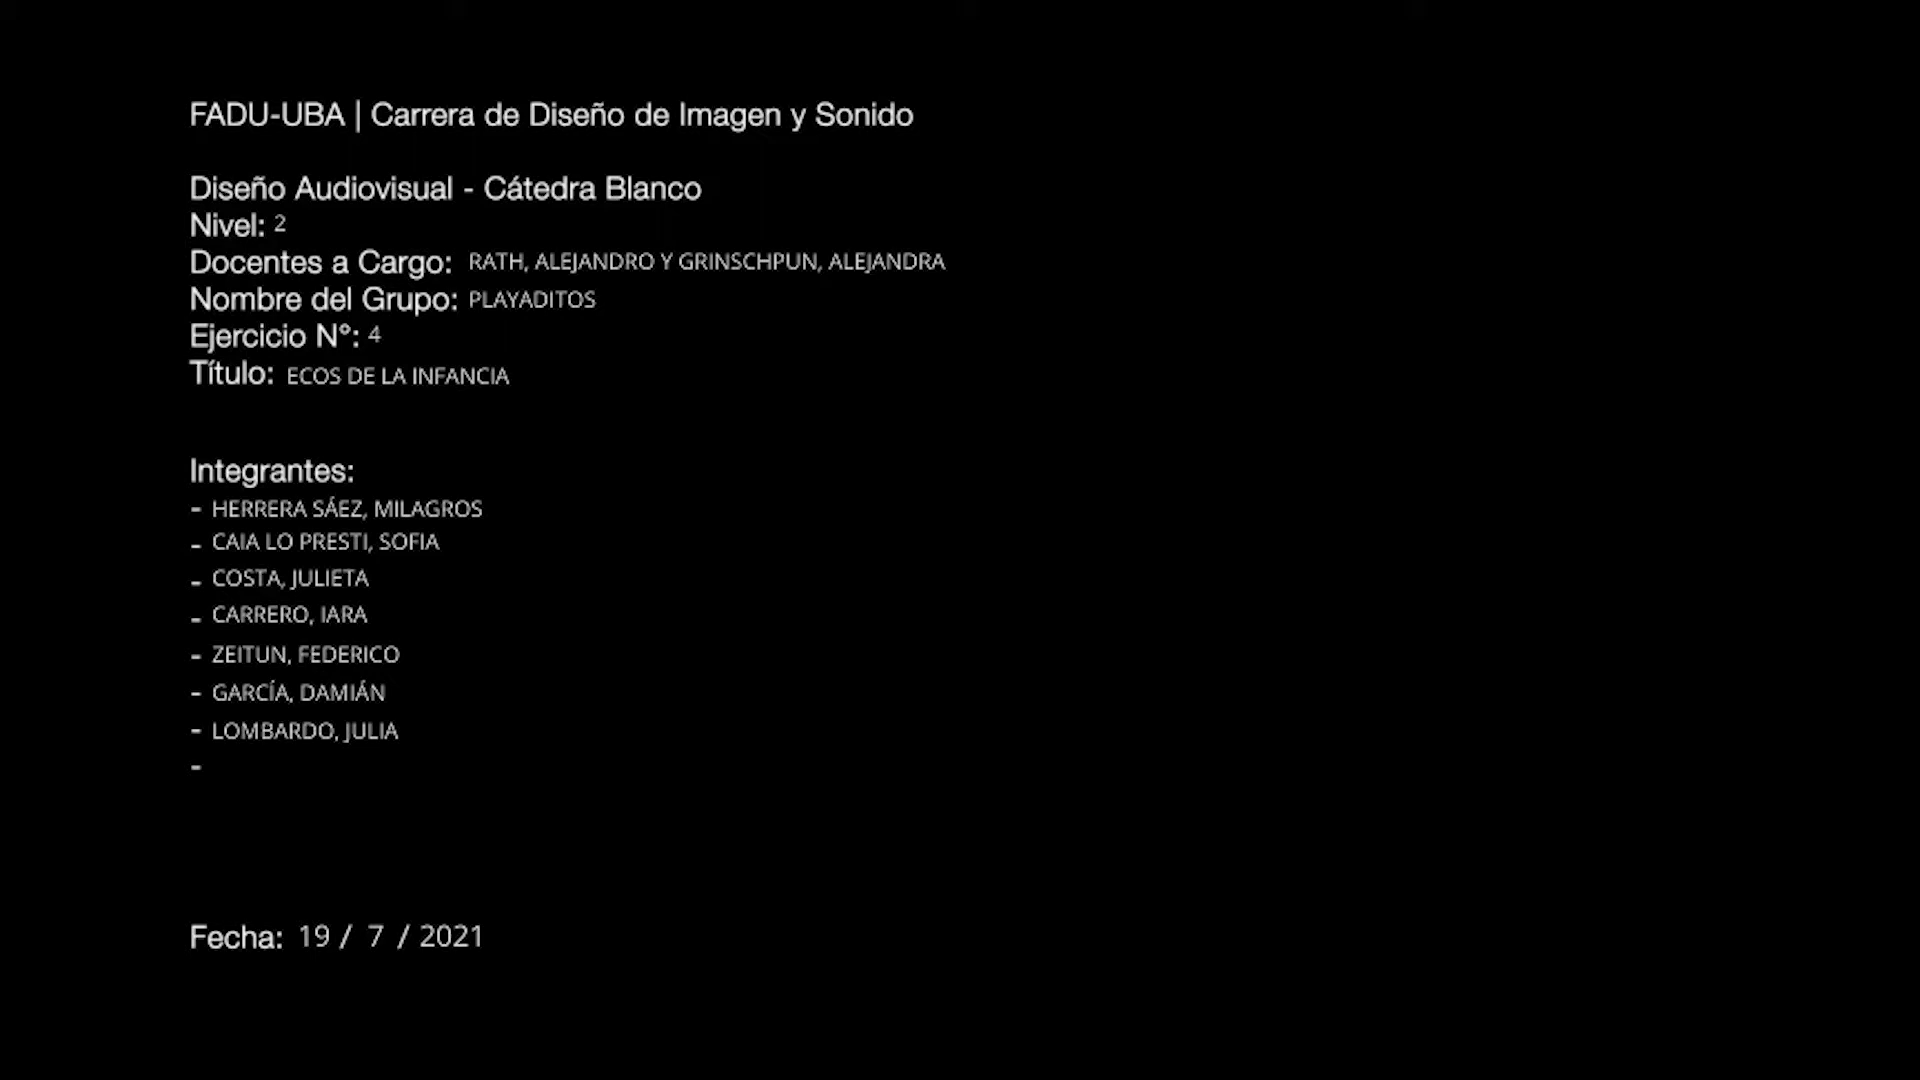 FADU-UBA | Carrera de Diseño de Imagen y Sonido
Diseño Audiovisual - Cátedra Blanco
Nivel: 2
Docentes a Cargo: RATH, ALEJANDRO Y GRINSCHPUN, ALEJANDRA
Nombre del Grupo: PLAYADITOS
Ejercicio N°: 4
Título: ECOS DE LA INFANCIA
Integrantes:
- HERRERA SÁEZ, MILAGROS
- CAIA LO PRESTI, SOFIA
- COSTA, JULIETA
- CARRERO, IARA
- ZEITUN, FEDERICO
- GARCÍA, DAMIÁN
- LOMBARDO, JULIA
-
Fecha: 19 / 7 / 2021